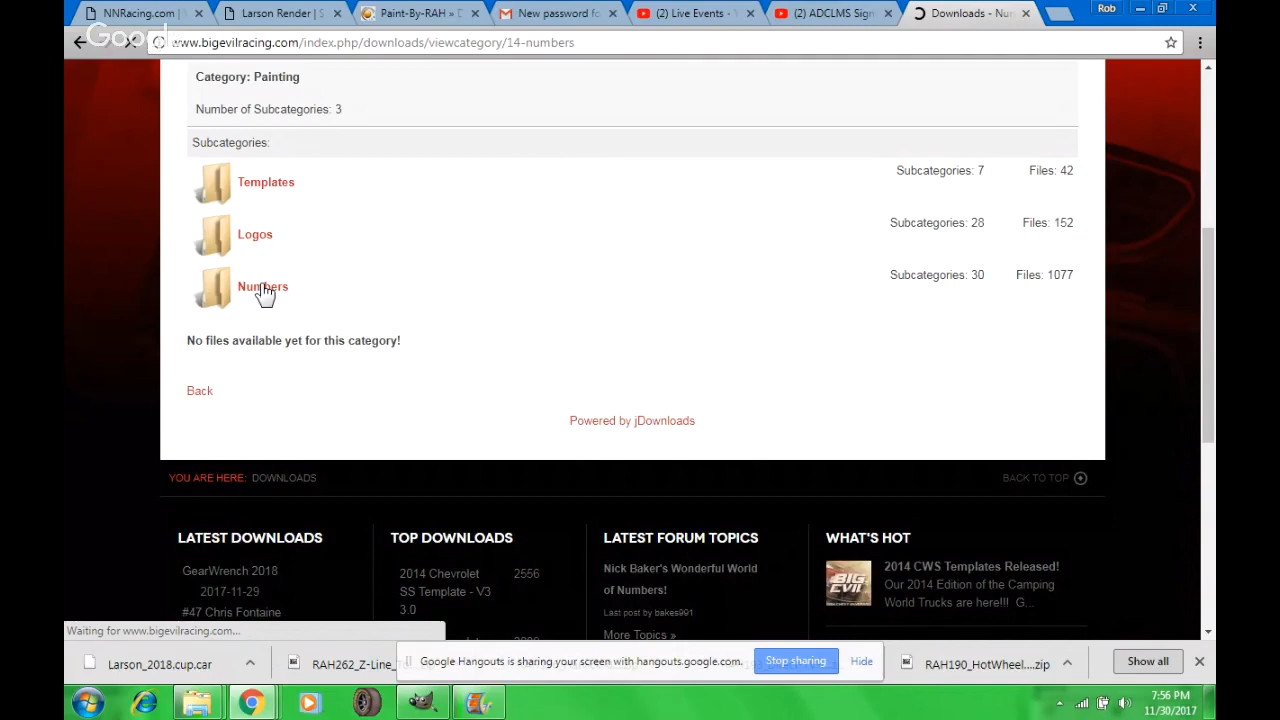 NNRacing.com |
Larson Render | S
Paint-By-RAH » D
New password fo
(2) Live Events - Y
(2) ADCLMS Sign
Downloads - Num
Rob
www.bigevilracing.com/index.php/downloads/viewcategory/14-numbers
Category: Painting
Number of Subcategories: 3
Subcategories:
Templates
Subcategories: 7
Files: 42
Logos
Subcategories: 28
Files: 152
Numbers
Subcategories: 30
Files: 1077
No files available yet for this category!
Back
Powered by jDownloads
YOU ARE HERE: DOWNLOADS
BACK TO TOP
LATEST DOWNLOADS
GearWrench 2018
2017-11-29
#47 Chris Fontaine
TOP DOWNLOADS
2014 Chevrolet 2556
SS Template - V3
3.0
LATEST FORUM TOPICS
Nick Baker's Wonderful World
of Numbers!
Last post by bakes991
More Topics »
WHAT'S HOT
BIG
EVIL
2014 CWS Templates Released!
Our 2014 Edition of the Camping
World Trucks are here!!! G...
Waiting for www.bigevilracing.com...
Larson_2018.cup.car
RAH262_Z-Line_
Google Hangouts is sharing your screen with hangouts.google.com.
Stop sharing
Hide
RAH190_HotWheel....zip
Show all
7:56 PM
11/30/2017